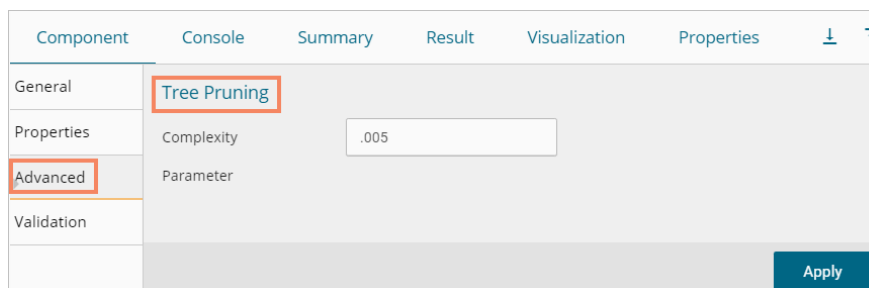 Component Console Summary Result Visualization Properties
General
Properties
Advanced
Validation
Tree Pruning
Complexity .005
Parameter
Apply